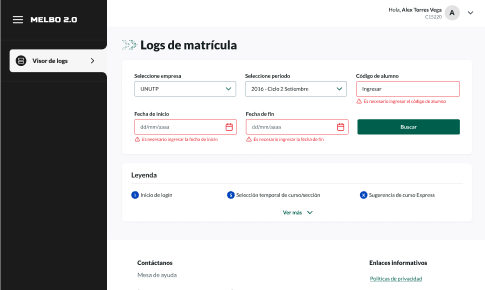 MELBO 2.0
Hola, Alex Torres Vega
C15220
A
Visor de logs
Logs de matrícula
Seleccione empresa
UNUTP
Seleccione período
2016 - Ciclo 2 Setiembre
Código de alumno
Ingresar
Es necesario ingresar el código de alumno
Fecha de inicio
dd/mm/aaaa
Es necesario ingresar la fecha de inicio
Fecha de fin
dd/mm/aaaa
Es necesario ingresar la fecha de fin
Buscar
Leyenda
Inicio de login
Selección temporal de curso/sección
Sugerencia de curso Express
Ver más
Contáctanos
Mesa de ayuda
Enlaces informativos
Políticas de privacidad